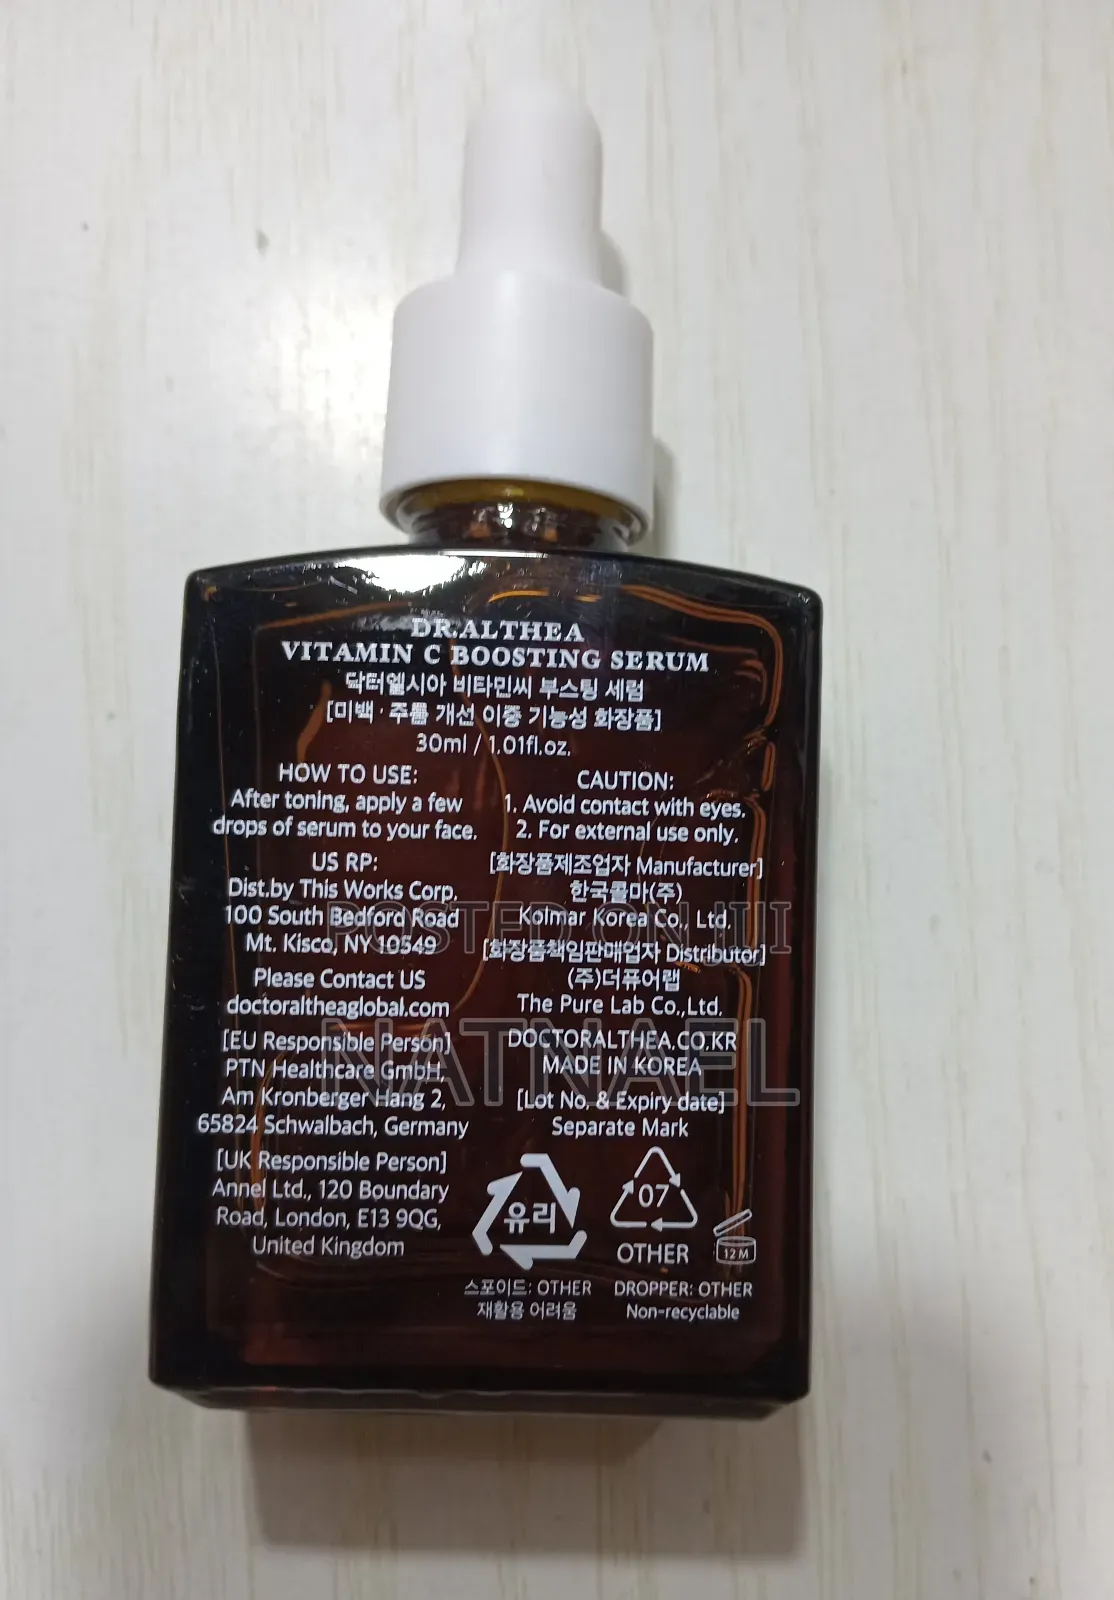 DR.ALTHEA
VITAMIN C BOOSTING SERUM
닥터엘시아 비타민씨 부스팅 세럼
[미백 · 주름 개선 이중 기능성 화장품]
30ml / 1.01fl.oz.
HOW TO USE:
After toning, apply a few
drops of serum to your face.
US RP:
Dist.by This Works Corp.
100 South Bedford Road
Mt. Kisco, NY 10549
Please Contact US
doctoraltheaglobal.com
[EU Responsible Person]
PTN Healthcare GmbH,
Am Kronberger Hang 2,
65824 Schwalbach, Germany
[UK Responsible Person]
Annel Ltd., 120 Boundary
Road, London, E13 9QG,
United Kingdom
CAUTION:
1. Avoid contact with eyes.
2. For external use only.
[화장품제조업자 Manufacturer]
한국콜마(주)
Kolmar Korea Co., Ltd.
[화장품책임판매업자 Distributor]
(주)더퓨어랩
The Pure Lab Co.,Ltd.
DOCTORALTHEA.CO.KR
MADE IN KOREA
[Lot No. & Expiry date]
Separate Mark
유리
스포이드: OTHER
재활용 어려움
07
OTHER
12 M
DROPPER: OTHER
Non-recyclable
POSTED ON JIJI
NATNAEL